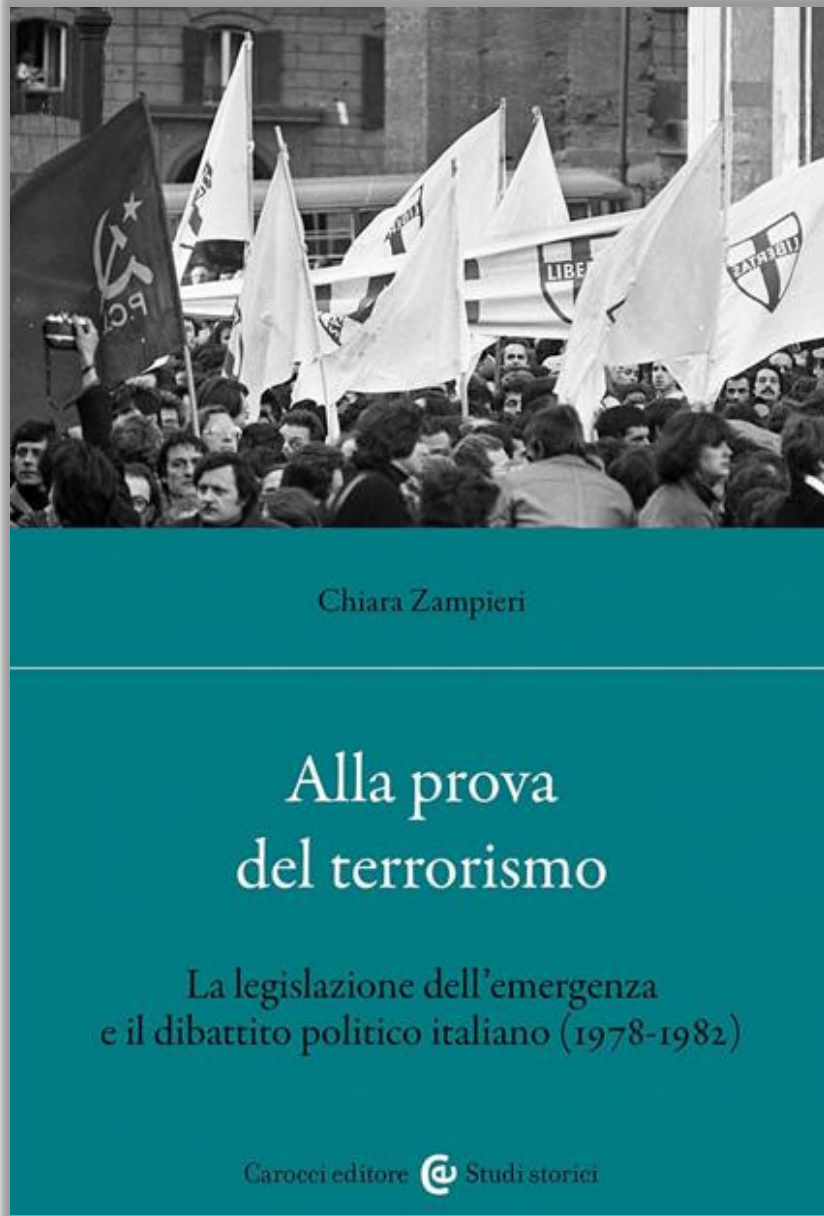 P.C.I
LIBE
LIBERTAS
Chiara Zampieri
Alla prova
del terrorismo
La legislazione dell'emergenza
e il dibattito politico italiano (1978-1982)
Carocci editore Studi storici